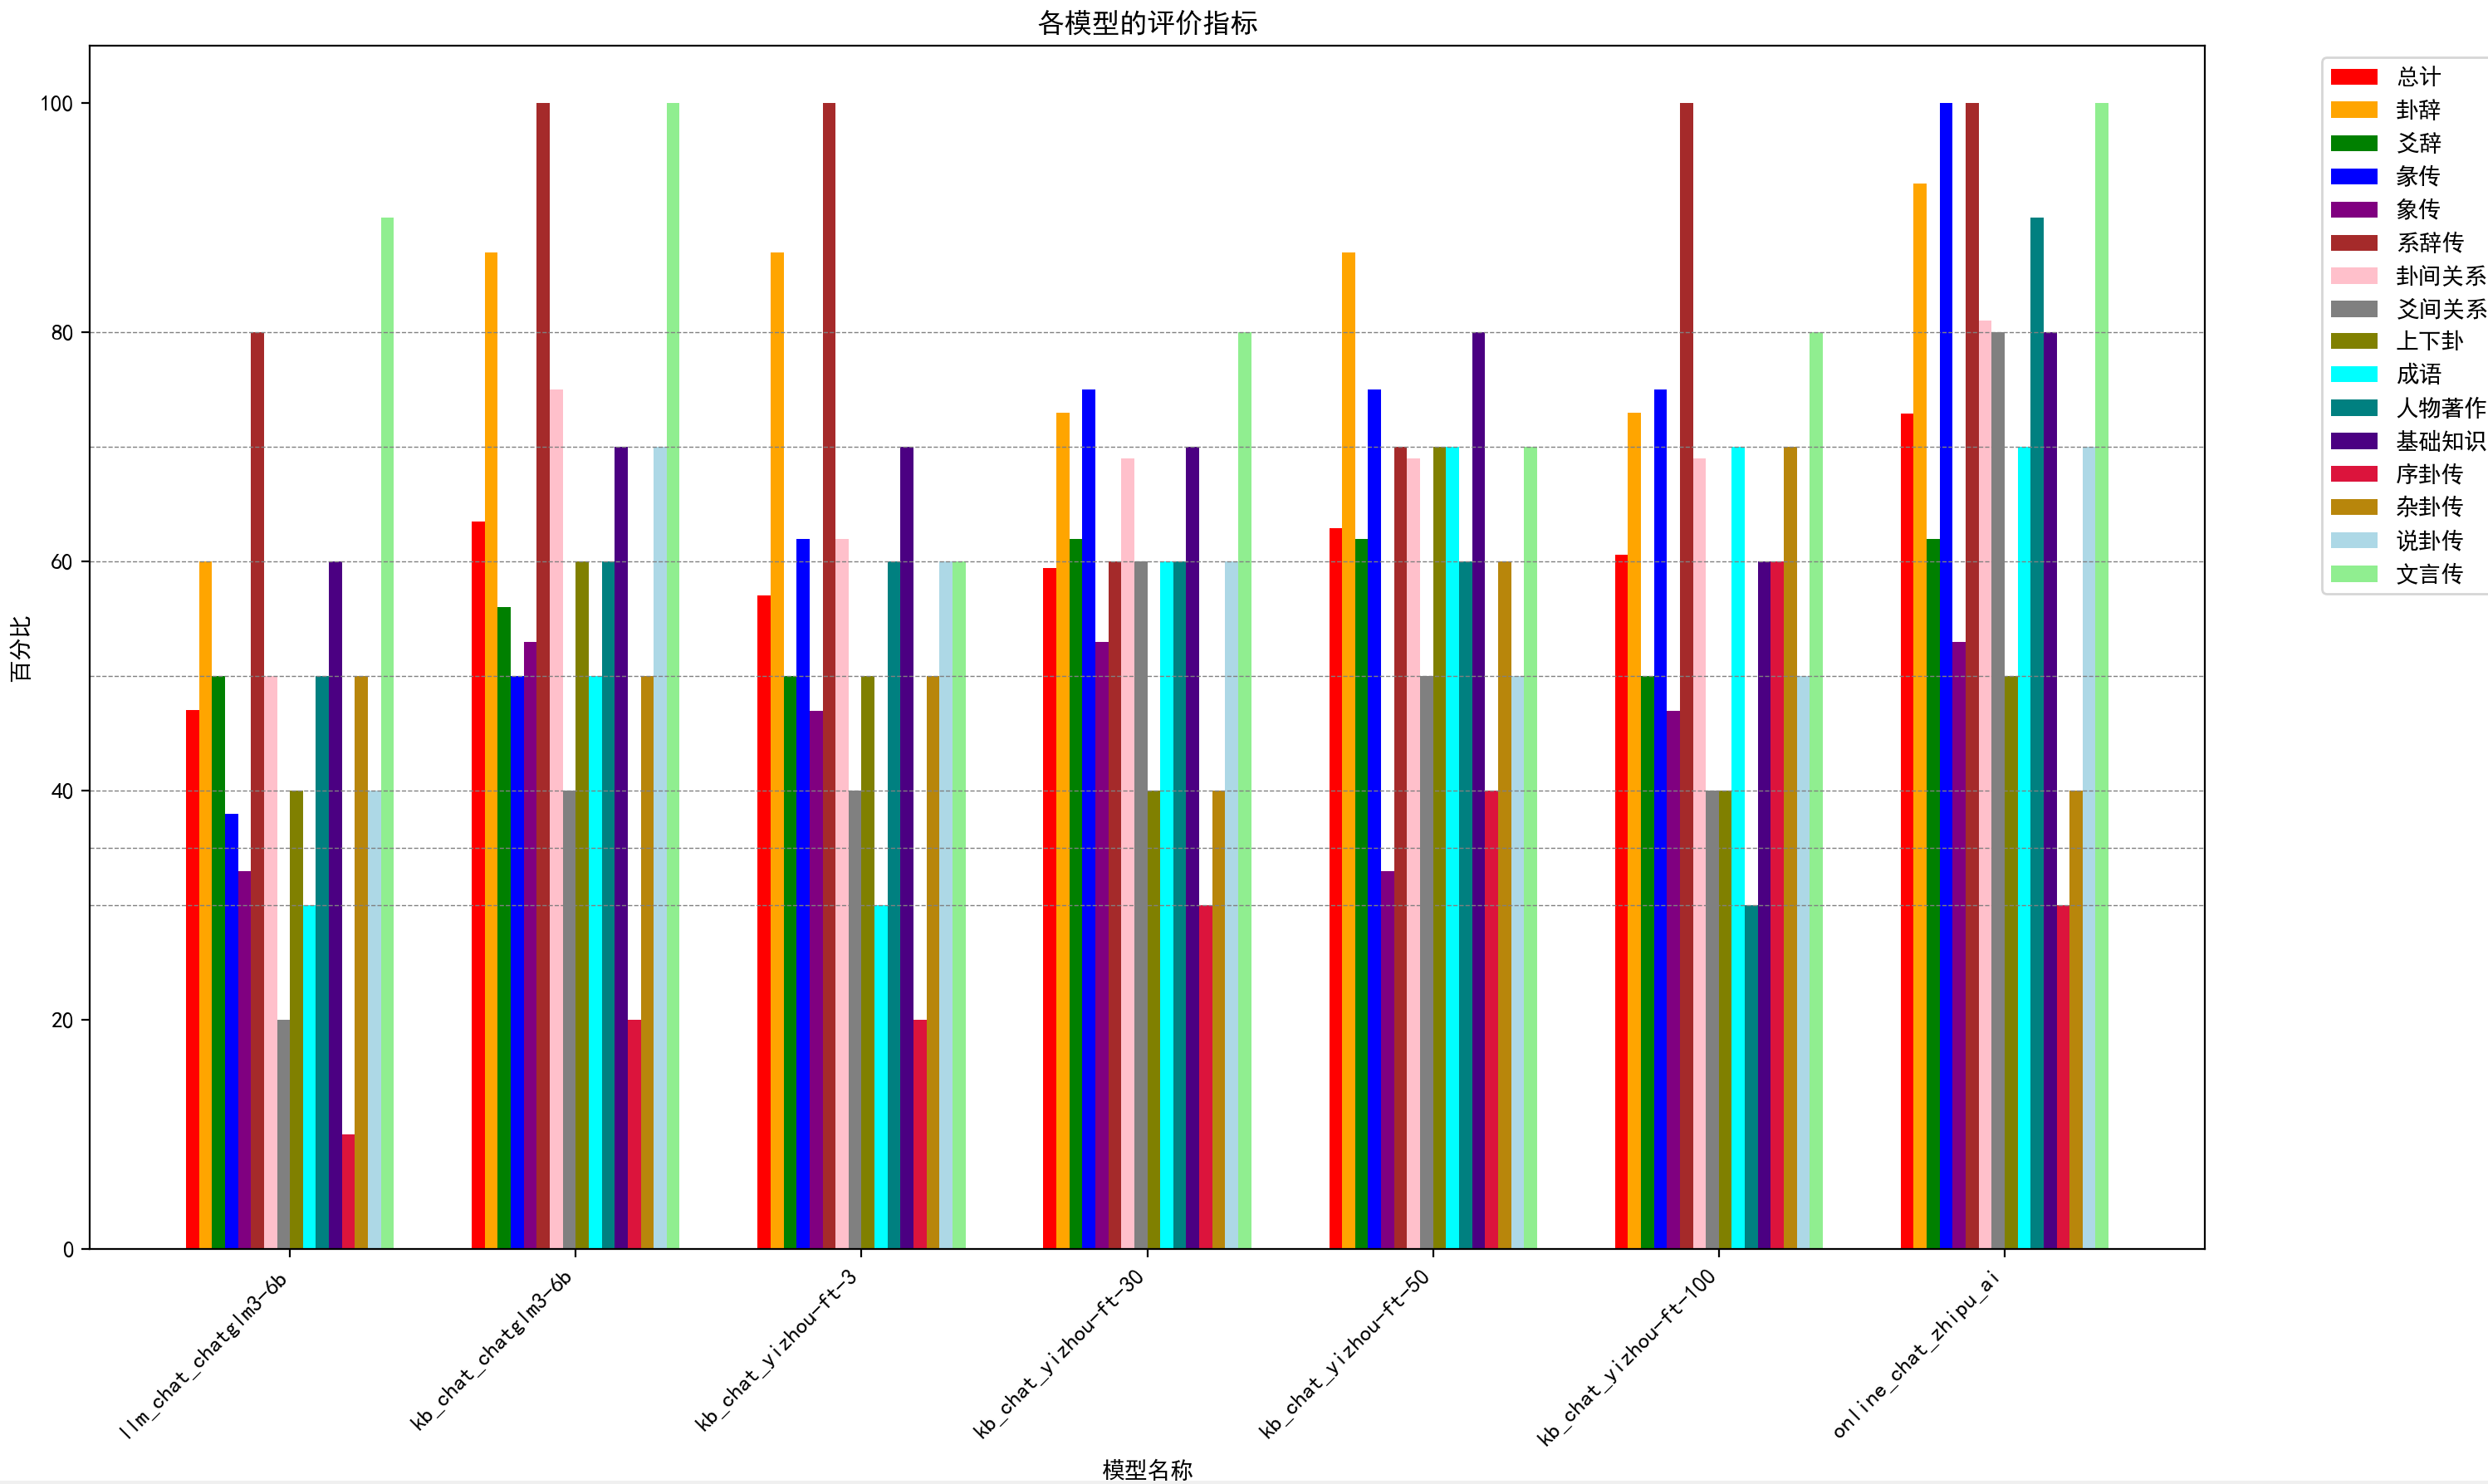 各模型的评价指标
百分比
100
80
60
40
20
0
llm_chat_chatglm3-6b
kb_chat_chatglm3-6b
kb_chat_yizhou-ft-3
kb_chat_yizhou-ft-30
kb_chat_yizhou-ft-50
kb_chat_yizhou-ft-100
online_chat_zhipu_ai
模型名称
总计
卦辞
爻辞
彖传
象传
系辞传
卦间关系
爻间关系
上下卦
成语
人物著作
基础知识
序卦传
杂卦传
说卦传
文言传